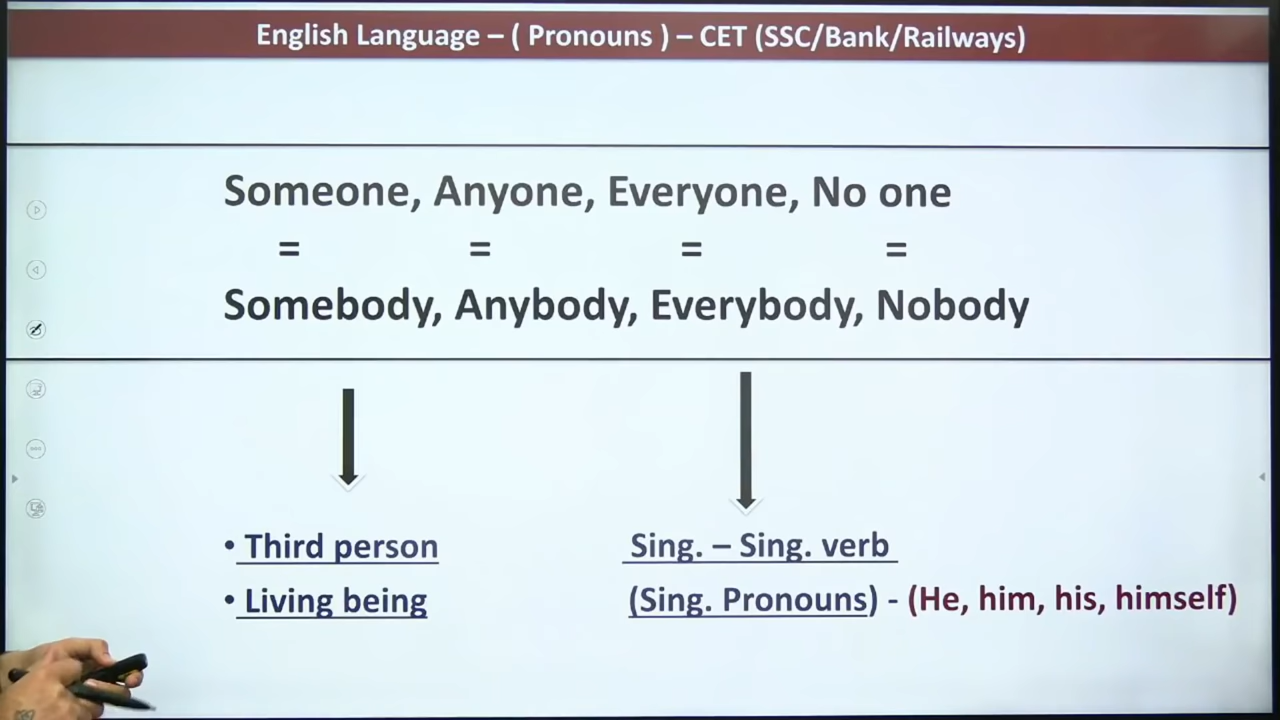 English Language – ( Pronouns ) – CET (SSC/Bank/Railways)
Someone, Anyone, Everyone, No one
= = = =
Somebody, Anybody, Everybody, Nobody
• Third person
• Living being
Sing. – Sing. verb
(Sing. Pronouns) - (He, him, his, himself)